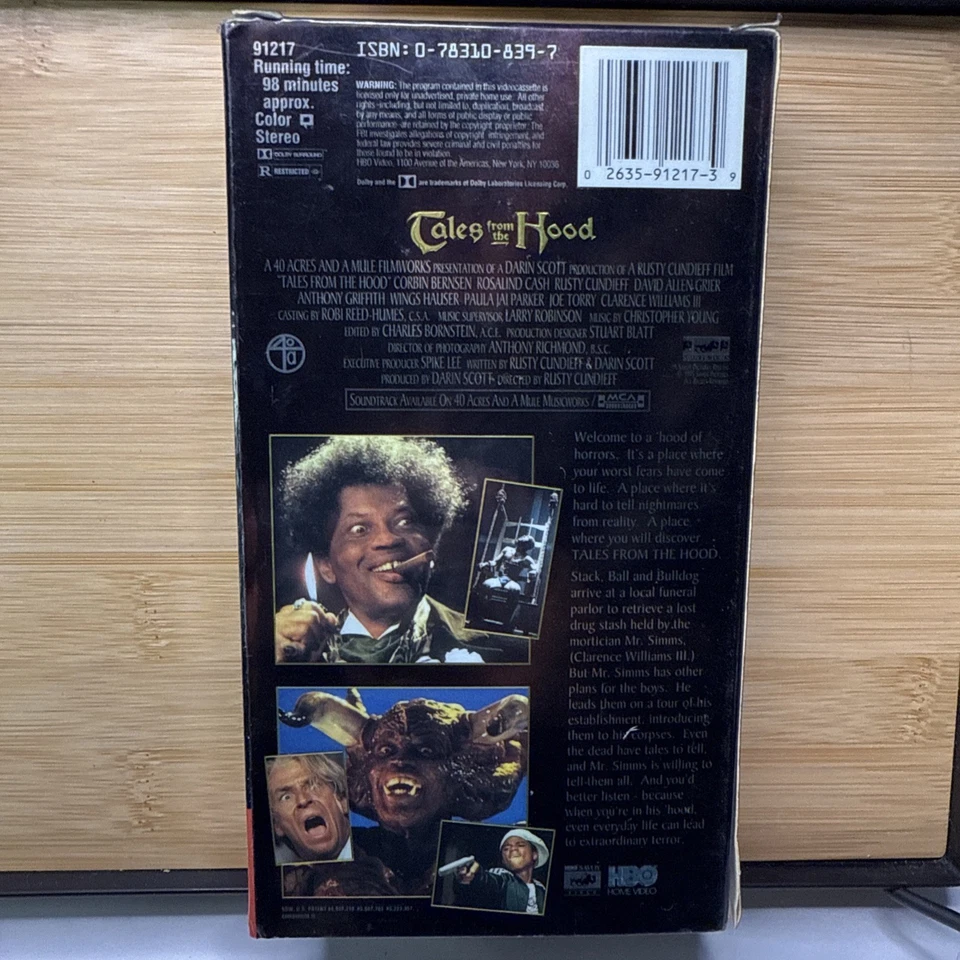 91217
Running time:
98 minutes
approx.
Color
Stereo
DOLBY SURROUND
R RESTRICTED
ISBN: 0-78310-839-7
WARNING: The program contained in this videocassette is
licensed only for unadvertised, private home use. All other
rights -including, but not limited to, duplication, broadcast
by any means, and all forms of public display or public
performance- are retained by the copyright proprietor. The
FBI investigates allegations of copyright infringement, and
federal law provides severe criminal and civil penalties for
those found to be in violation.
HBO Video, 1100 Avenue of the Americas, New York, NY 10036
Dolby and the are trademarks of Dolby Laboratories Licensing Corp.
0 2635-91217-3 9
Tales from the Hood
A 40 ACRES AND A MULE FILMWORKS PRESENTATION OF A DARIN SCOTT PRODUCTION OF A RUSTY CUNDIEFF FILM
"TALES FROM THE HOOD" CORBIN BERNSEN ROSALIND CASH RUSTY CUNDIEFF DAVID ALLEN GRIER
ANTHONY GRIFFITH WINGS HAUSER PAULA JAI PARKER JOE TORRY CLARENCE WILLIAMS III
CASTING BY ROBI REED-HUMES, C.S.A. MUSIC SUPERVISOR LARRY ROBINSON MUSIC BY CHRISTOPHER YOUNG
EDITED BY CHARLES BORNSTEIN, A.C.E. PRODUCTION DESIGNER STUART BLATT
DIRECTOR OF PHOTOGRAPHY ANTHONY RICHMOND, B.S.C.
EXECUTIVE PRODUCER SPIKE LEE WRITTEN BY RUSTY CUNDIEFF & DARIN SCOTT
PRODUCED BY DARIN SCOTT DIRECTED BY RUSTY CUNDIEFF
SOUNDTRACK AVAILABLE ON 40 ACRES AND A MULE MUSICWORKS / MCA
Welcome to a 'hood of
horrors. It's a place where
your worst fears have come
to life. A place where it's
hard to tell nightmares
from reality. A place
where you will discover
TALES FROM THE HOOD.
Stack, Ball and Bulldog
arrive at a local funeral
parlor to retrieve a lost
drug stash held by the
mortician Mr. Simms,
(Clarence Williams III.)
But Mr. Simms has other
plans for the boys. He
leads them on a tour of his
establishment, introducing
them to his corpses. Even
the dead have tales to tell,
and Mr. Simms is willing to
tell them all. And you'd
better listen - because
when you're in his 'hood,
even everyday life can lead
to extraordinary terror.
HBO
HOME VIDEO